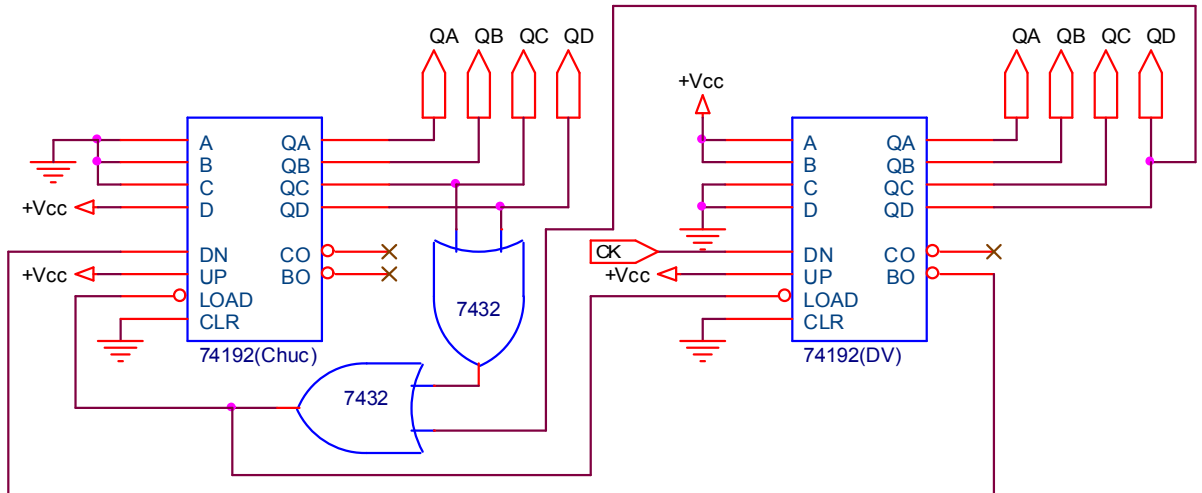 QA QB QC QD
QA QB QC QD
+Vcc
A QA
B QB
C QC
+Vcc D QD
DN CO
+Vcc UP BO
LOAD
CLR
74192(Chuc)
7432
7432
A QA
B QB
C QC
D QD
CK DN CO
+Vcc UP BO
LOAD
CLR
74192(DV)